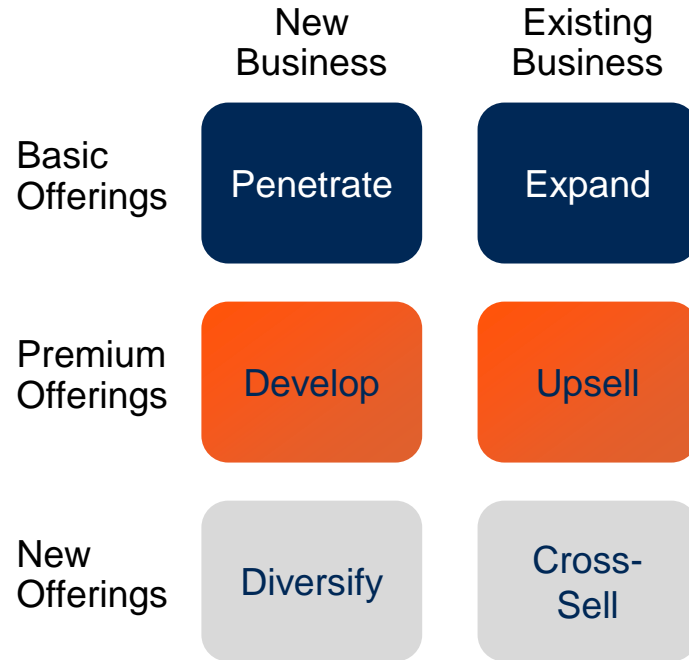 New
Business
Existing
Business
Basic
Offerings
Penetrate
Expand
Premium
Offerings
Develop
Upsell
New
Offerings
Diversify
Cross-
Sell